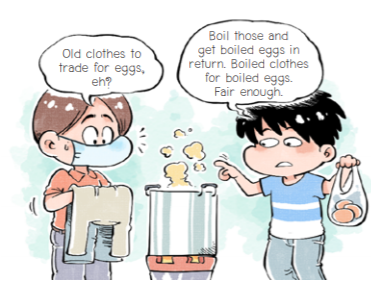 Old clothes to
trade for eggs,
eh?
Boil those and
get boiled eggs in
return. Boiled clothes
for boiled eggs.
Fair enough.